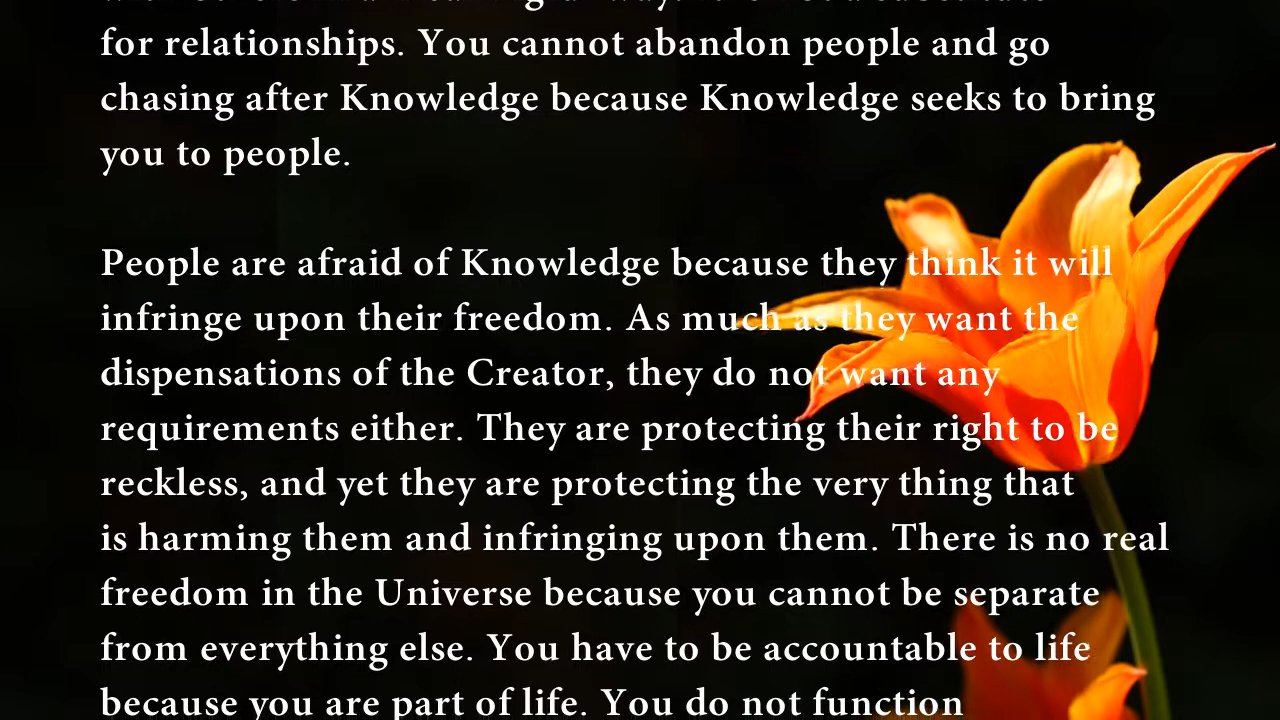 for relationships. You cannot abandon people and go
chasing after Knowledge because Knowledge seeks to bring
you to people.
People are afraid of Knowledge because they think it will
infringe upon their freedom. As much as they want the
dispensations of the Creator, they do not want any
requirements either. They are protecting their right to be
reckless, and yet they are protecting the very thing that
is harming them and infringing upon them. There is no real
freedom in the Universe because you cannot be separate
from everything else. You have to be accountable to life
because you are part of life. You do not function